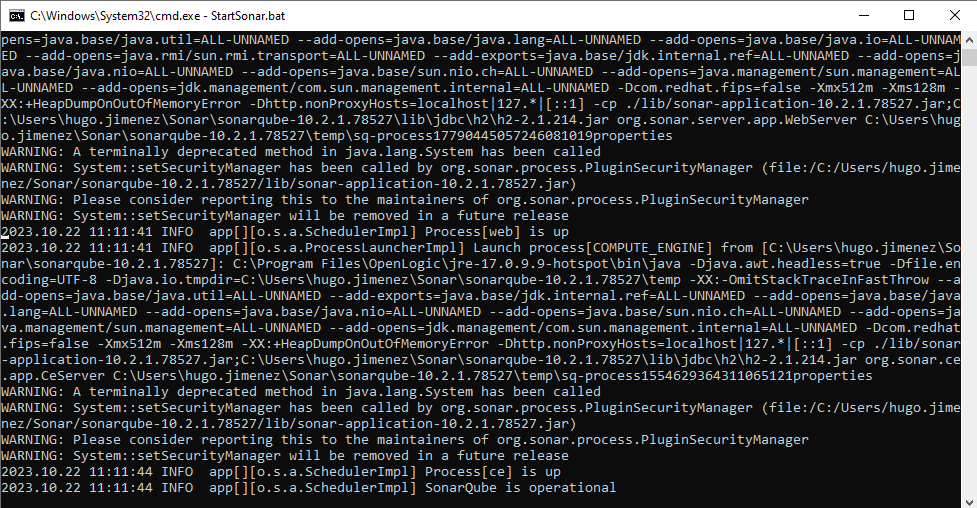 C:\Windows\System32\cmd.exe - StartSonar.bat
pens=java.base/java.util=ALL-UNNAMED --add-opens=java.base/java.lang=ALL-UNNAMED --add-opens=java.base/java.io=ALL-UNNAM
ED --add-opens=java.rmi/sun.rmi.transport=ALL-UNNAMED --add-exports=java.base/jdk.internal.ref=ALL-UNNAMED --add-opens=j
ava.base/java.nio=ALL-UNNAMED --add-opens=java.base/sun.nio.ch=ALL-UNNAMED --add-opens=java.management/sun.management=AL
L-UNNAMED --add-opens=jdk.management/com.sun.management.internal=ALL-UNNAMED -Dcom.redhat.fips=false -Xmx512m -Xms128m -
XX:+HeapDumpOnOutOfMemoryError -Dhttp.nonProxyHosts=localhost|127.*|[::1] -cp ./lib/sonar-application-10.2.1.78527.jar;C
:\Users\hugo.jimenez\Sonar\sonarqube-10.2.1.78527\lib\jdbc\h2\h2-2.1.214.jar org.sonar.server.app.WebServer C:\Users\hug
o.jimenez\Sonar\sonarqube-10.2.1.78527\temp\sq-process17790445057246081019properties
WARNING: A terminally deprecated method in java.lang.System has been called
WARNING: System::setSecurityManager has been called by org.sonar.process.PluginSecurityManager (file:/C:/Users/hugo.jime
nez/Sonar/sonarqube-10.2.1.78527/lib/sonar-application-10.2.1.78527.jar)
WARNING: Please consider reporting this to the maintainers of org.sonar.process.PluginSecurityManager
WARNING: System::setSecurityManager will be removed in a future release
2023.10.22 11:11:41 INFO  app[][o.s.a.SchedulerImpl] Process[web] is up
2023.10.22 11:11:41 INFO  app[][o.s.a.ProcessLauncherImpl] Launch process[COMPUTE_ENGINE] from [C:\Users\hugo.jimenez\So
nar\sonarqube-10.2.1.78527]: C:\Program Files\OpenLogic\jre-17.0.9.9-hotspot\bin\java -Djava.awt.headless=true -Dfile.en
coding=UTF-8 -Djava.io.tmpdir=C:\Users\hugo.jimenez\Sonar\sonarqube-10.2.1.78527\temp -XX:-OmitStackTraceInFastThrow --a
dd-opens=java.base/java.util=ALL-UNNAMED --add-exports=java.base/jdk.internal.ref=ALL-UNNAMED --add-opens=java.base/java
.lang=ALL-UNNAMED --add-opens=java.base/java.nio=ALL-UNNAMED --add-opens=java.base/sun.nio.ch=ALL-UNNAMED --add-opens=ja
va.management/sun.management=ALL-UNNAMED --add-opens=jdk.management/com.sun.management.internal=ALL-UNNAMED -Dcom.redhat
.fips=false -Xmx512m -Xms128m -XX:+HeapDumpOnOutOfMemoryError -Dhttp.nonProxyHosts=localhost|127.*|[::1] -cp ./lib/sonar
-application-10.2.1.78527.jar;C:\Users\hugo.jimenez\Sonar\sonarqube-10.2.1.78527\lib\jdbc\h2\h2-2.1.214.jar org.sonar.ce
.app.CeServer C:\Users\hugo.jimenez\Sonar\sonarqube-10.2.1.78527\temp\sq-process1554629364311065121properties
WARNING: A terminally deprecated method in java.lang.System has been called
WARNING: System::setSecurityManager has been called by org.sonar.process.PluginSecurityManager (file:/C:/Users/hugo.jime
nez/Sonar/sonarqube-10.2.1.78527/lib/sonar-application-10.2.1.78527.jar)
WARNING: Please consider reporting this to the maintainers of org.sonar.process.PluginSecurityManager
WARNING: System::setSecurityManager will be removed in a future release
2023.10.22 11:11:44 INFO  app[][o.s.a.SchedulerImpl] Process[ce] is up
2023.10.22 11:11:44 INFO  app[][o.s.a.SchedulerImpl] SonarQube is operational